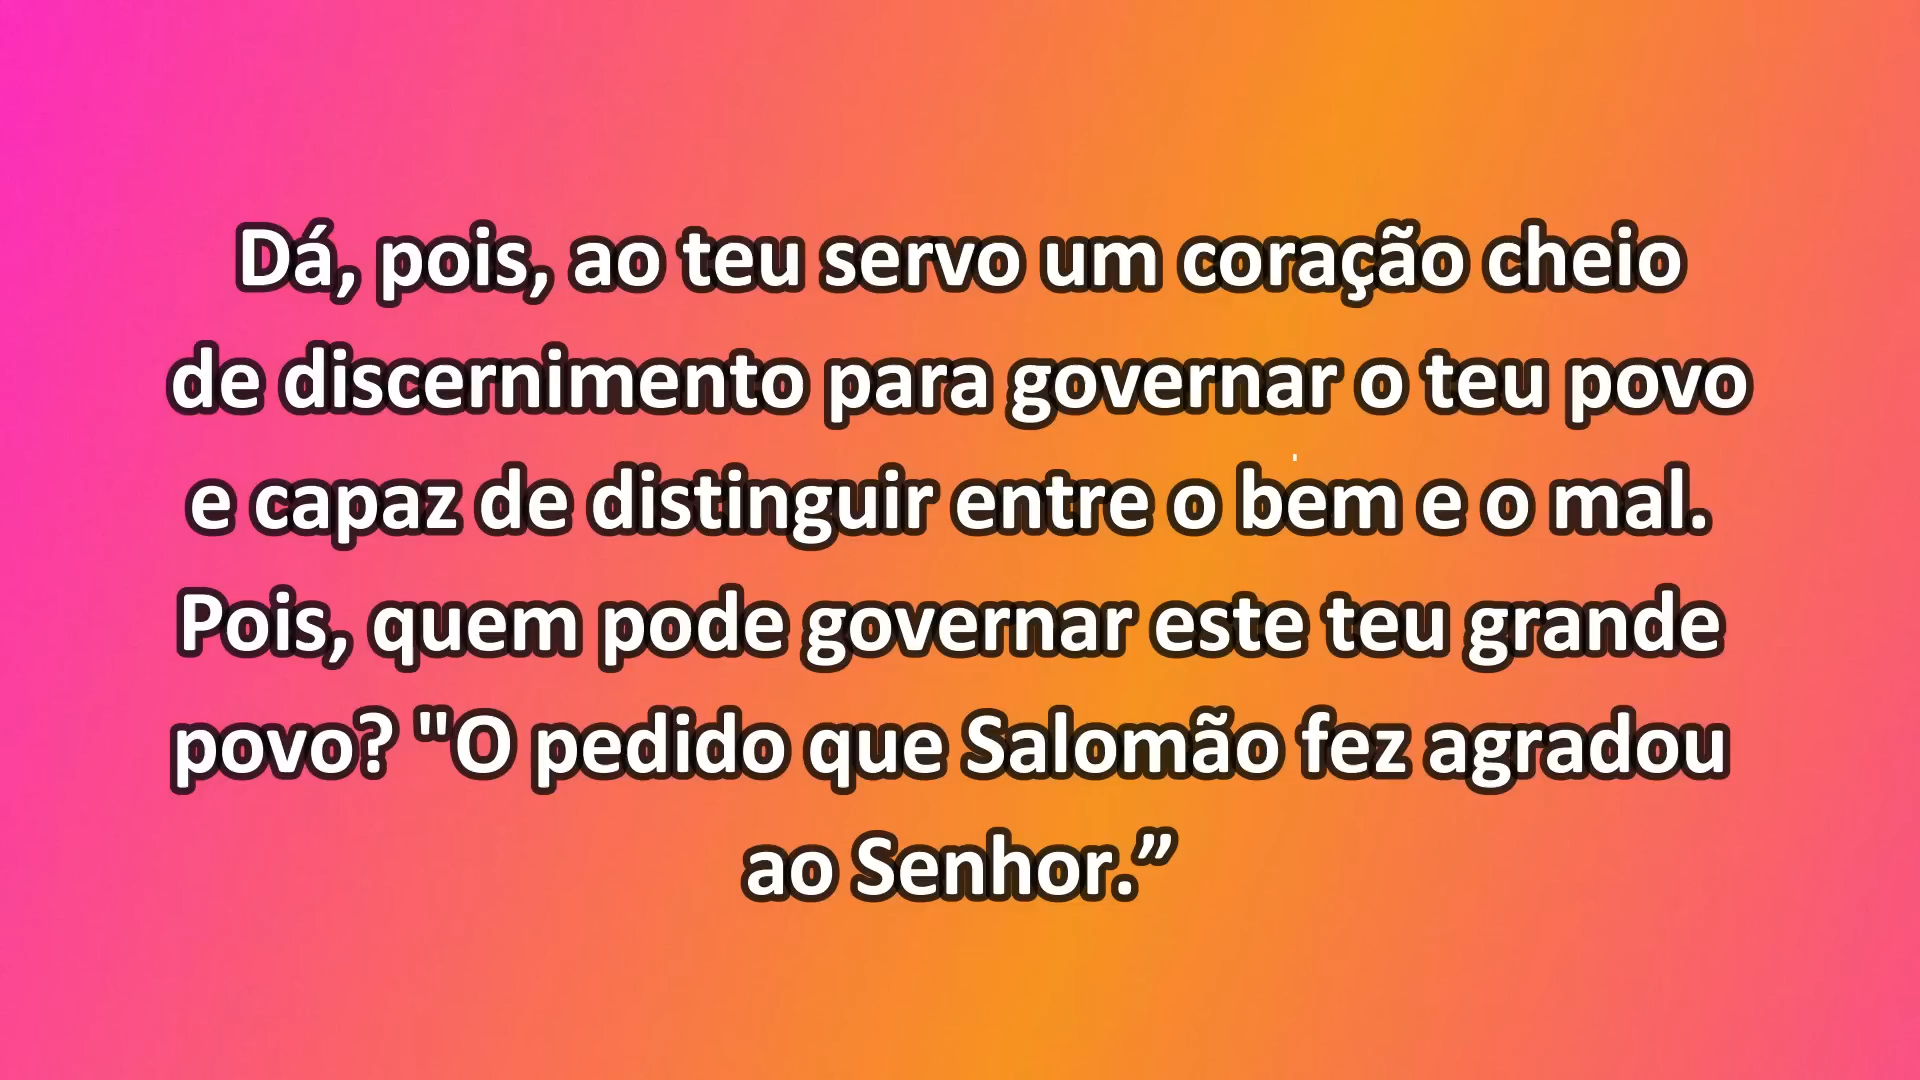 Dá, pois, ao teu servo um coração cheio
de discernimento para governar o teu povo
e capaz de distinguir entre o bem e o mal.
Pois, quem pode governar este teu grande
povo? "O pedido que Salomão fez agradou
ao Senhor.”